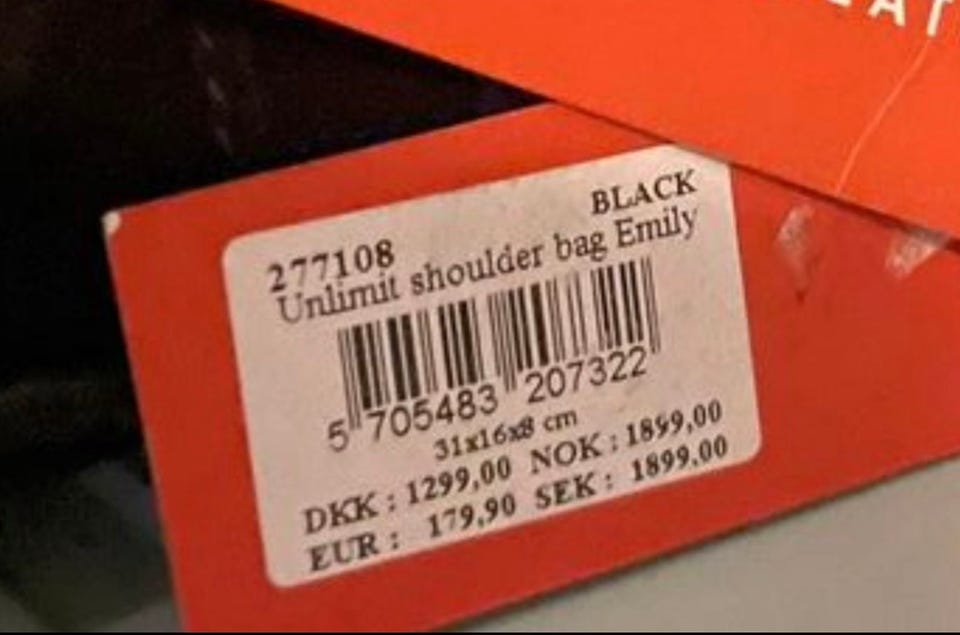 BLACK
277108
Unlimit shoulder bag Emily
5 705483 207322
31x16x8 cm
DKK : 1299,00 NOK : 1899,00
EUR : 179,90 SEK : 1899,00